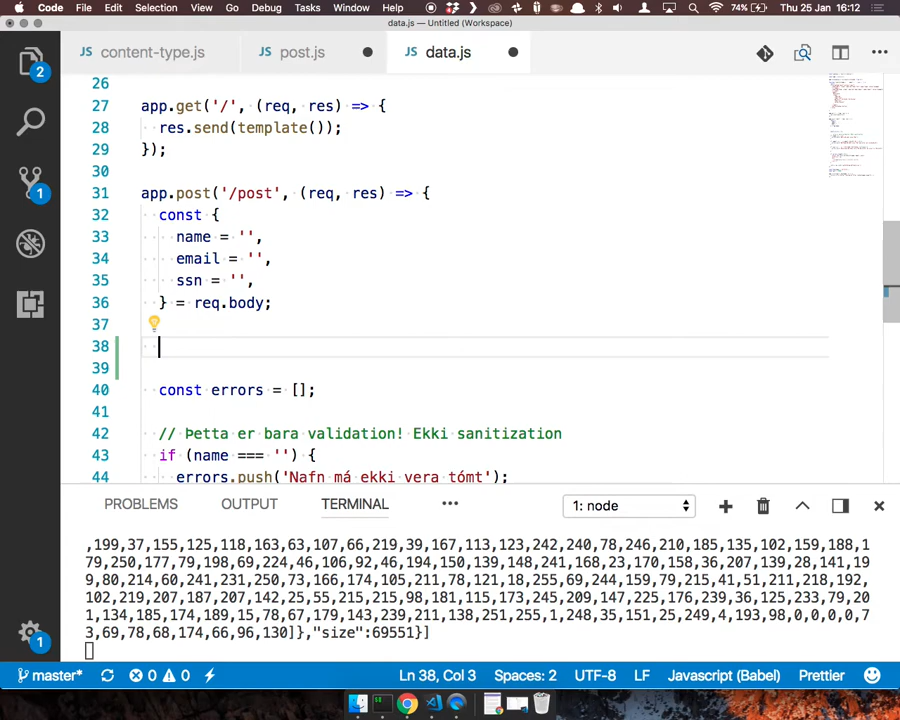 Code File Edit Selection View Go Debug Tasks Window Help 74% Thu 25 Jan 16:12
data.js — Untitled (Workspace)
JS content-type.js JS post.js JS data.js
2
1
1
26
27 app.get('/', (req, res) => {
28 res.send(template());
29 });
30
31 app.post('/post', (req, res) => {
32 const {
33 name = '',
34 email = '',
35 ssn = '',
36 } = req.body;
37
38
39
40 const errors = [];
41
42 // Þetta er bara validation! Ekki sanitization
43 if (name === '') {
44 errors.push('Nafn má ekki vera tómt');
PROBLEMS OUTPUT TERMINAL ••• 1: node
,199,37,155,125,118,163,63,107,66,219,39,167,113,123,242,240,78,246,210,185,135,102,159,188,1
79,250,177,79,198,69,224,46,106,92,46,194,150,139,148,241,168,23,170,158,36,207,139,28,141,19
9,80,214,60,241,231,250,73,166,174,105,211,78,121,18,255,69,244,159,79,215,41,51,211,218,192,
102,219,207,187,207,142,25,55,215,215,98,181,115,173,245,209,147,225,176,239,36,125,233,79,20
1,134,185,174,189,15,78,67,179,143,239,211,138,251,255,1,248,35,151,25,249,4,193,98,0,0,0,0,7
3,69,78,68,174,66,96,130]},"size":69551}]
master* 0 0 Ln 38, Col 3 Spaces: 2 UTF-8 LF Javascript (Babel) Prettier